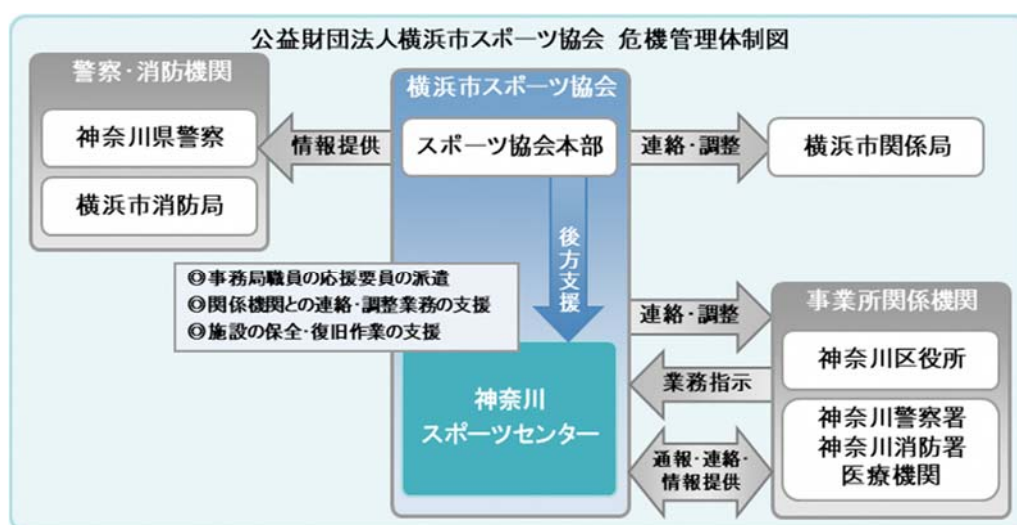 公益財団法人横浜市スポーツ協会 危機管理体制図
警察・消防機関
神奈川県警察
横浜市消防局
情報提供
横浜市スポーツ協会
スポーツ協会本部
連絡・調整
横浜市関係局
後方支援
◎事務局職員の応援要員の派遣
◎関係機関との連絡・調整業務の支援
◎施設の保全・復旧作業の支援
神奈川
スポーツセンター
連絡・調整
業務指示
通報・連絡・
情報提供
事業所関係機関
神奈川区役所
神奈川警察署
神奈川消防署
医療機関